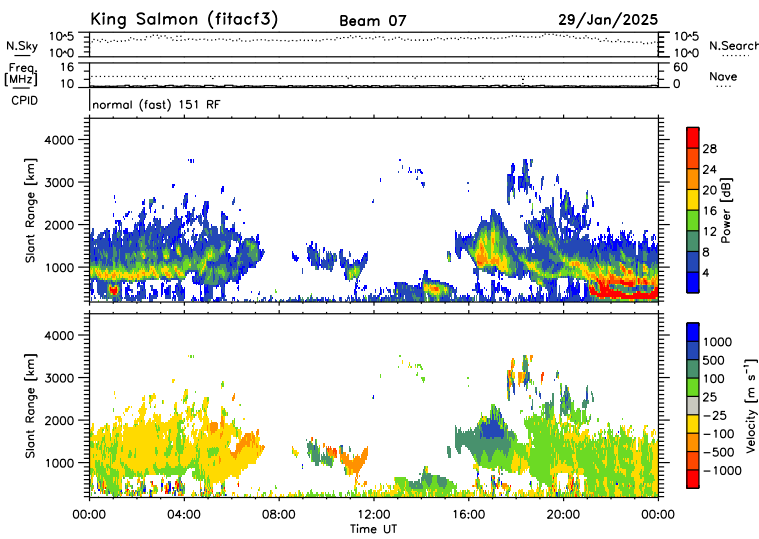 King Salmon (fitacf3) Beam 07 29/Jan/2025
N.Sky 10^5 10^0 10^5 10^0 N.Search
Freq. [MHz] 16 10 60 0 Nave
CPID normal (fast) 151 RF
Slant Range [km] 4000 3000 2000 1000
Power [dB] 28 24 20 16 12 8 4
Slant Range [km] 4000 3000 2000 1000
Velocity [m s⁻¹] 1000 500 100 25 −25 −100 −500 −1000
00:00 04:00 08:00 12:00 16:00 20:00 00:00
Time UT